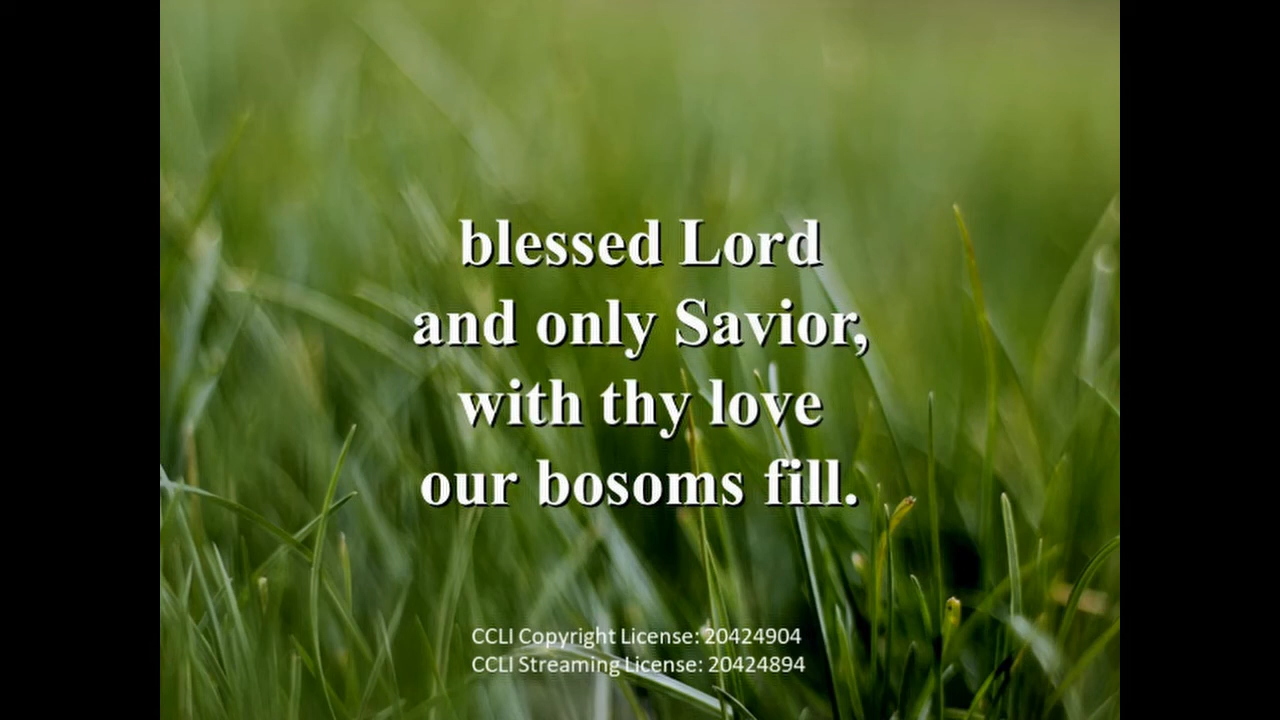 blessed Lord
and only Savior,
with thy love
our bosoms fill.
CCLI Copyright License: 20424904
CCLI Streaming License: 20424894